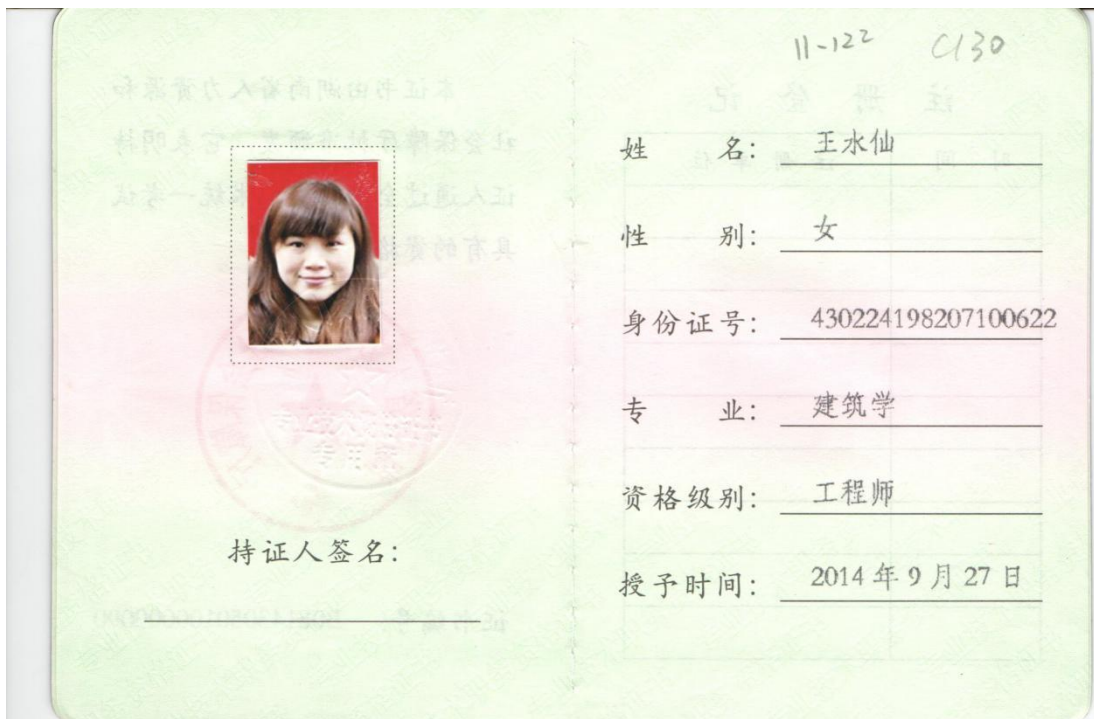 11-122 C130
姓 名： 王水仙
性 别： 女
身份证号： 430224198207100622
专 业： 建筑学
资格级别： 工程师
授予时间： 2014 年 9 月 27 日
持证人签名：